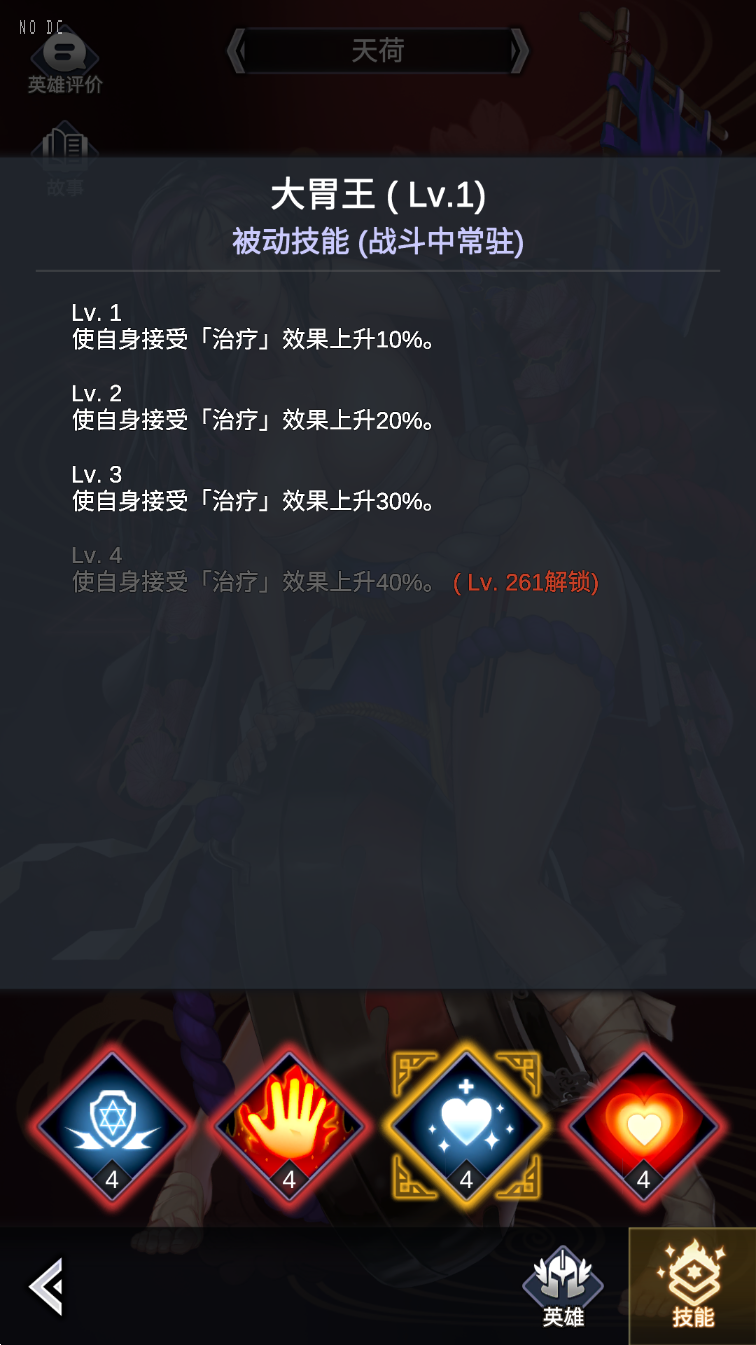 NO DC
天荷
英雄评价
故事
大胃王 ( Lv.1)
被动技能 (战斗中常驻)
Lv. 1
使自身接受「治疗」效果上升10%。
Lv. 2
使自身接受「治疗」效果上升20%。
Lv. 3
使自身接受「治疗」效果上升30%。
Lv. 4
使自身接受「治疗」效果上升40%。 ( Lv. 261解锁)
4 4 4 4
英雄 技能